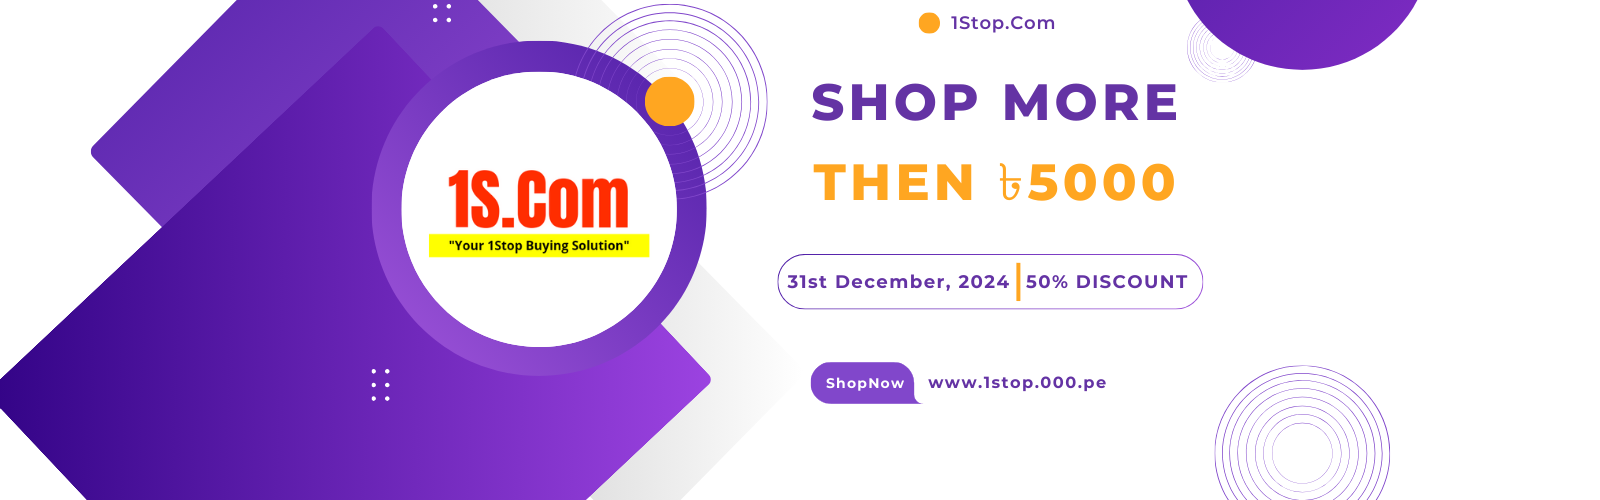 1S.Com
"Your 1Stop Buying Solution"
1Stop.Com
SHOP MORE
THEN ৳5000
31st December, 2024 50% DISCOUNT
ShopNow www.1stop.000.pe